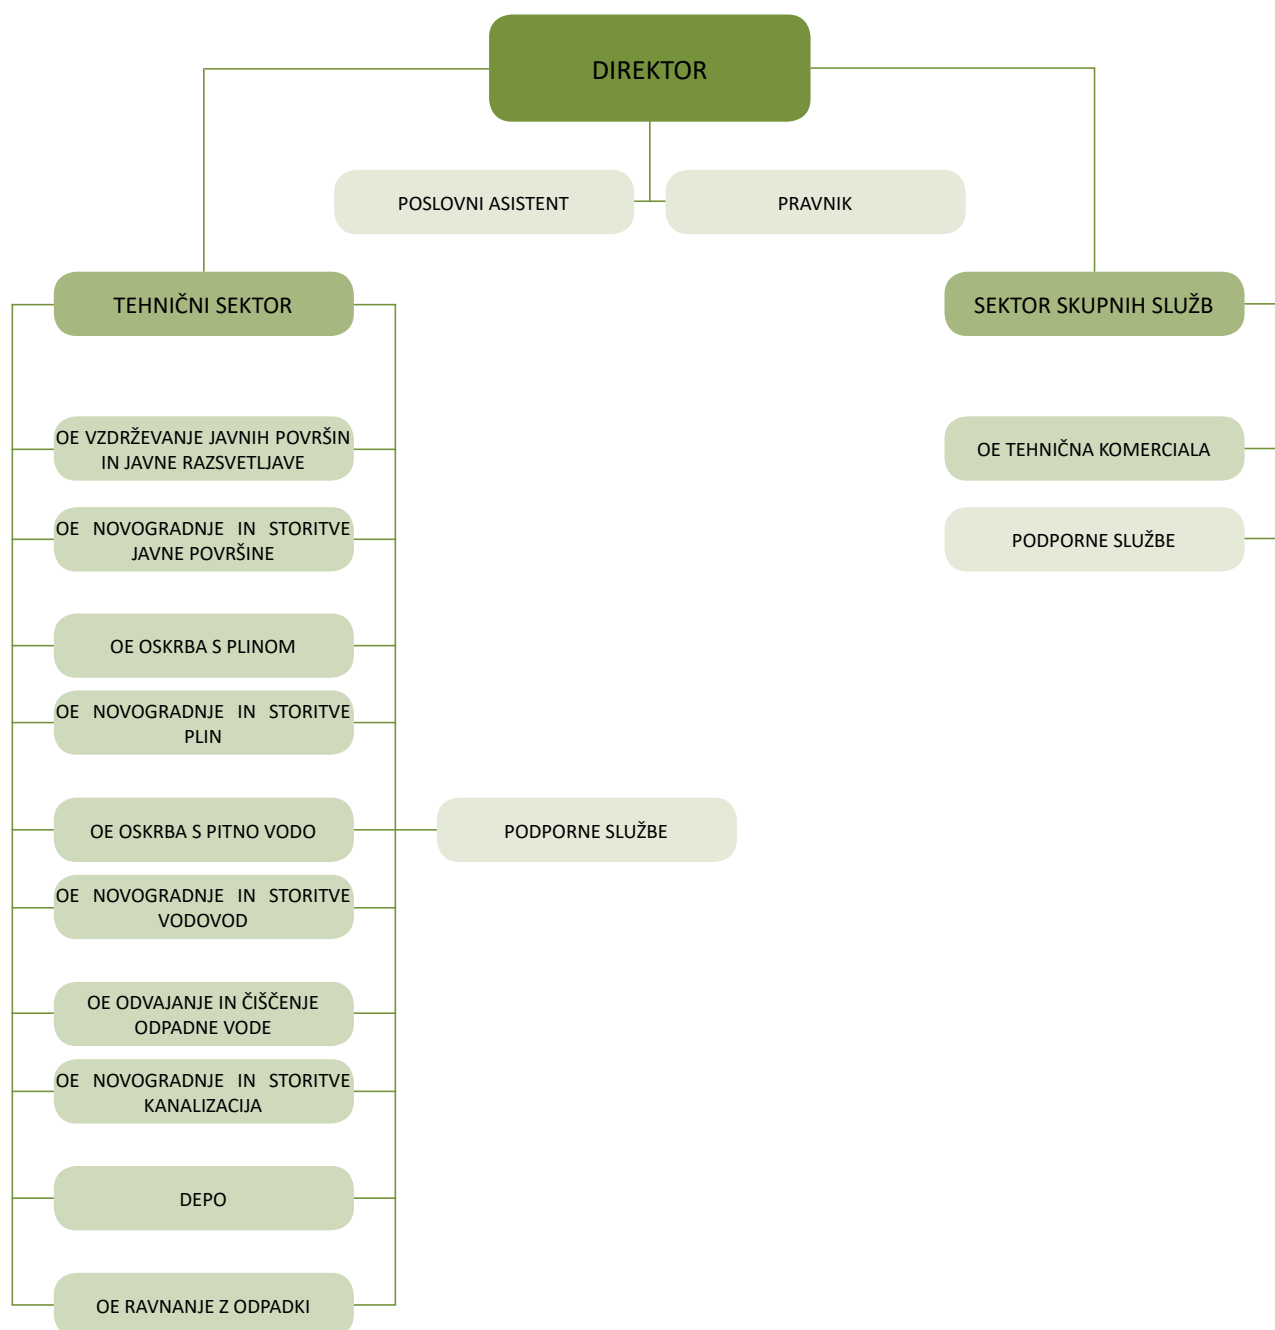 DIREKTOR
POSLOVNI ASISTENT
PRAVNIK
TEHNIČNI SEKTOR
SEKTOR SKUPNIH SLUŽB
OE VZDRŽEVANJE JAVNIH POVRŠIN
IN JAVNE RAZSVETLJAVE
OE TEHNIČNA KOMERCIALA
OE NOVOGRADNJE IN STORITVE
JAVNE POVRŠINE
PODPORNE SLUŽBE
OE OSKRBA S PLINOM
OE NOVOGRADNJE IN STORITVE
PLIN
OE OSKRBA S PITNO VODO
PODPORNE SLUŽBE
OE NOVOGRADNJE IN STORITVE
VODOVOD
OE ODVAJANJE IN ČIŠČENJE
ODPADNE VODE
OE NOVOGRADNJE IN STORITVE
KANALIZACIJA
DEPO
OE RAVNANJE Z ODPADKI